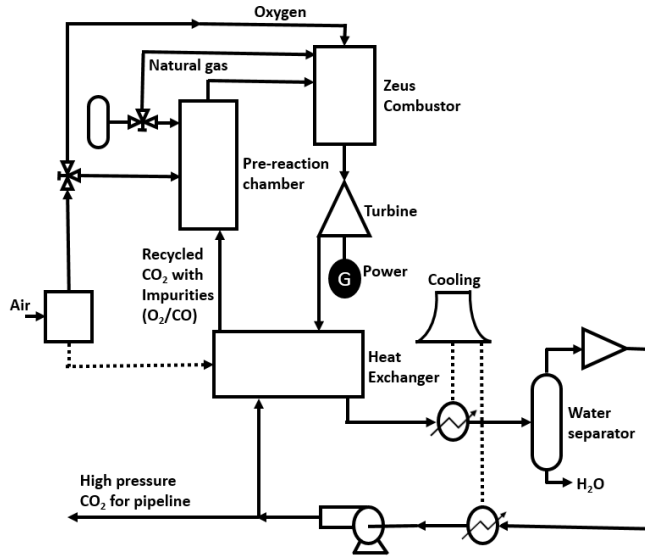 Oxygen
Natural gas
Zeus
Combustor
Pre-reaction
chamber
Turbine
Recycled
CO₂ with
Impurities
(O₂/CO)
G
Power
Cooling
Air
Heat
Exchanger
Water
separator
High pressure
CO₂ for pipeline
H₂O